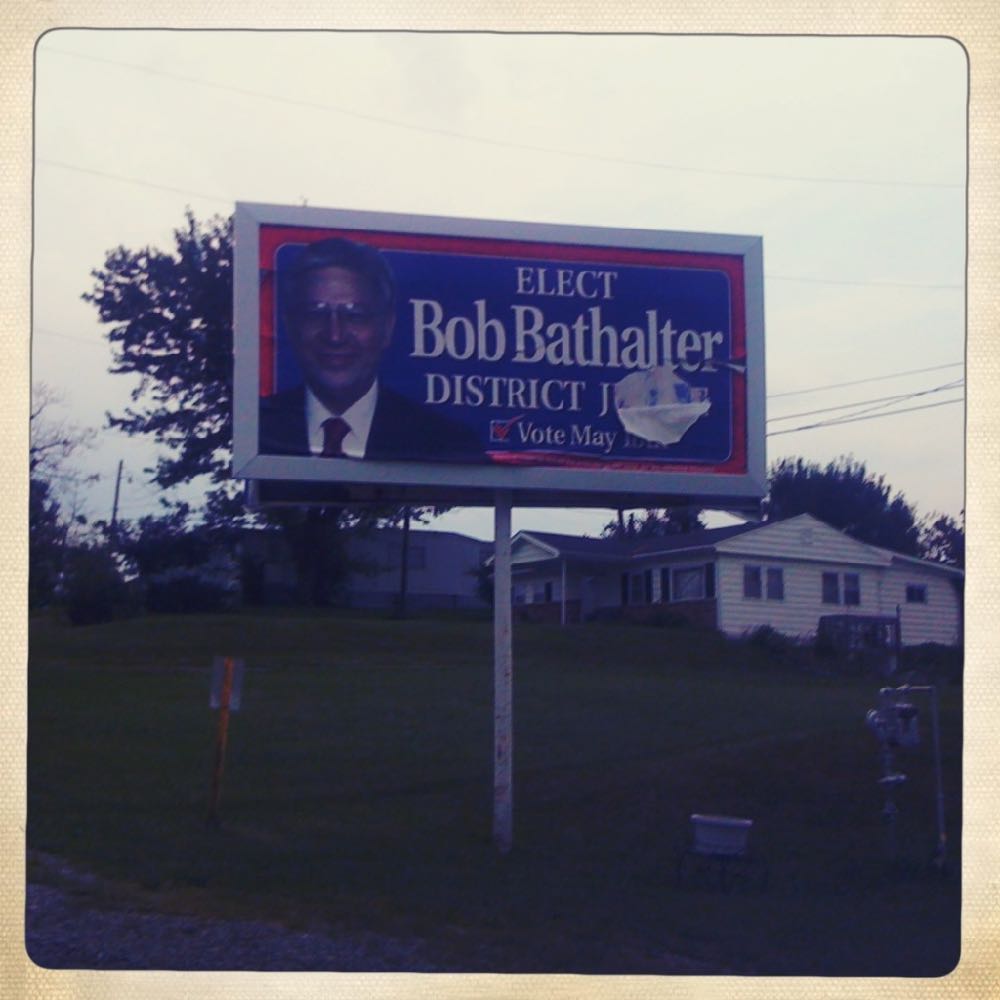 ELECT
Bob Bathalter
DISTRICT
Vote May